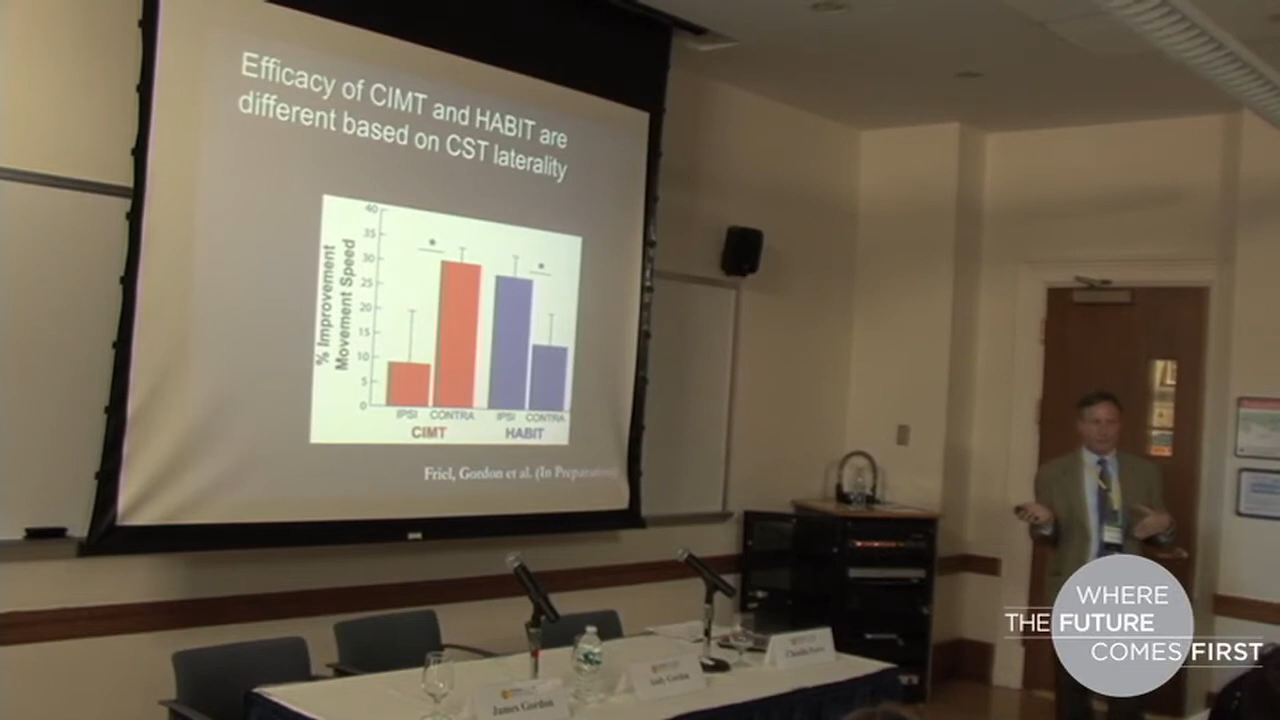 Efficacy of CIMT and HABIT are
different based on CST laterality
% Improvement
Movement Speed
40
35
30
25
20
15
10
5
0
*
*
IPSI CONTRA IPSI CONTRA
CIMT HABIT
Friel, Gordon et al. (In Preparation)
James Gordon
Andy Gordon
WHERE
THE FUTURE
COMES FIRST